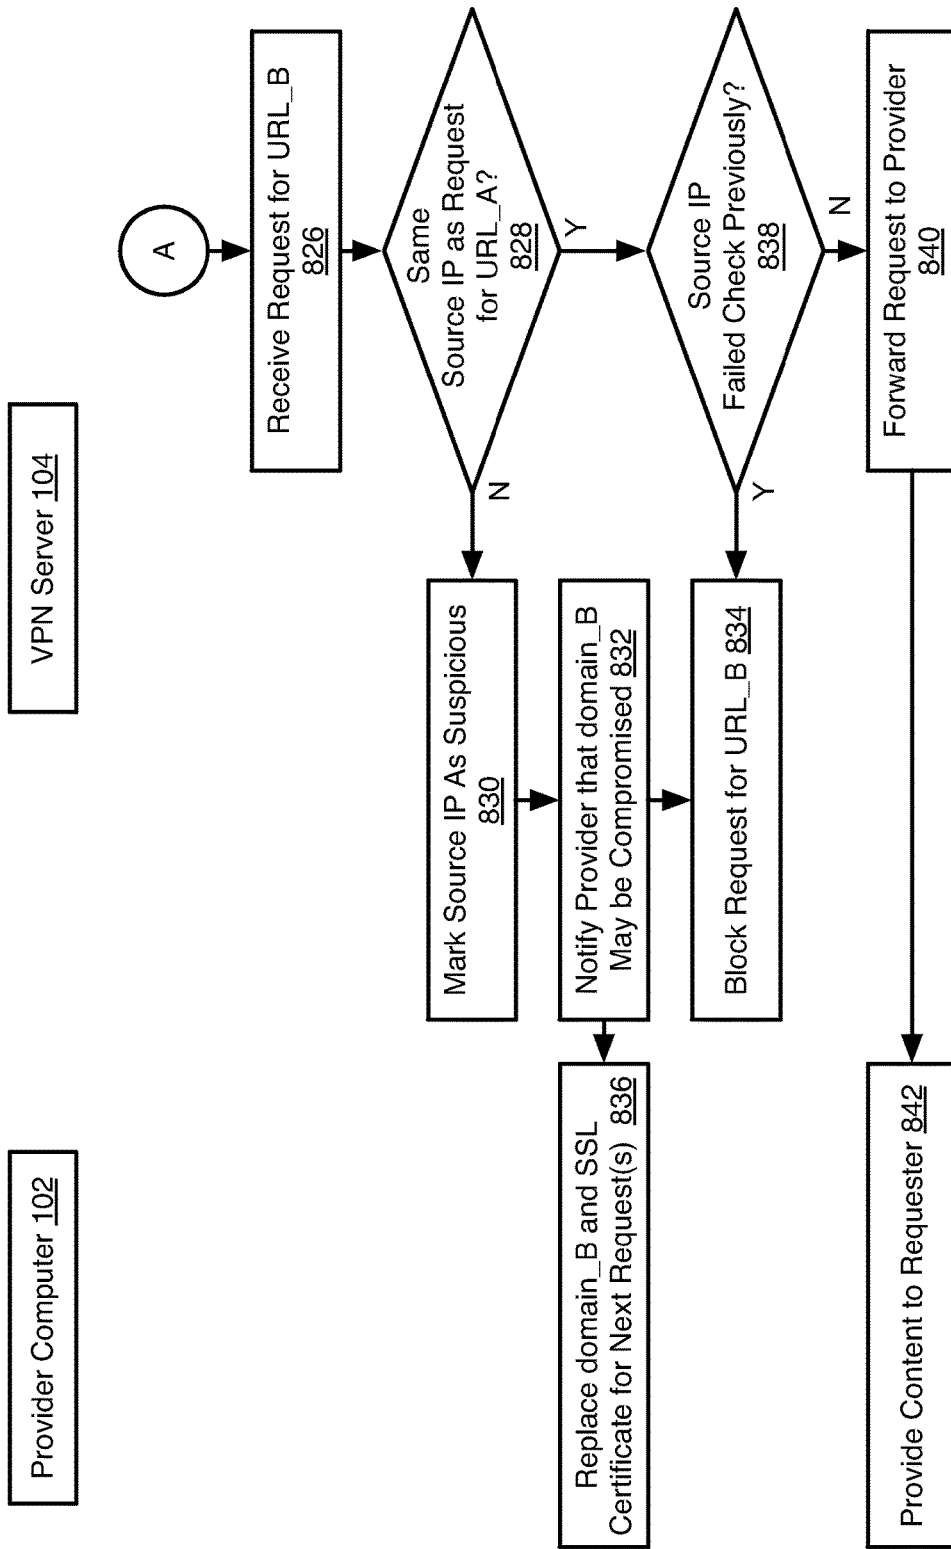 Provider Computer 102
VPN Server 104
A
Receive Request for URL_B
826
Same
Source IP as Request
for URL_A?
828
N
Y
Mark Source IP As Suspicious
830
Notify Provider that domain_B
May be Compromised 832
Replace domain_B and SSL
Certificate for Next Request(s) 836
Block Request for URL_B 834
Source IP
Failed Check Previously?
838
Y
N
Forward Request to Provider
840
Provide Content to Requester 842